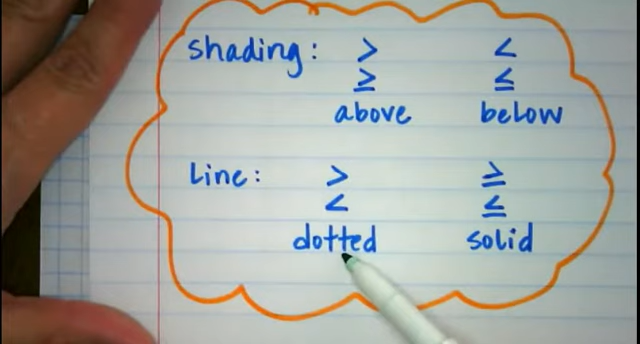 shading: > <
≥ ≤
above below
Line: > ≥
< ≤
dotted solid